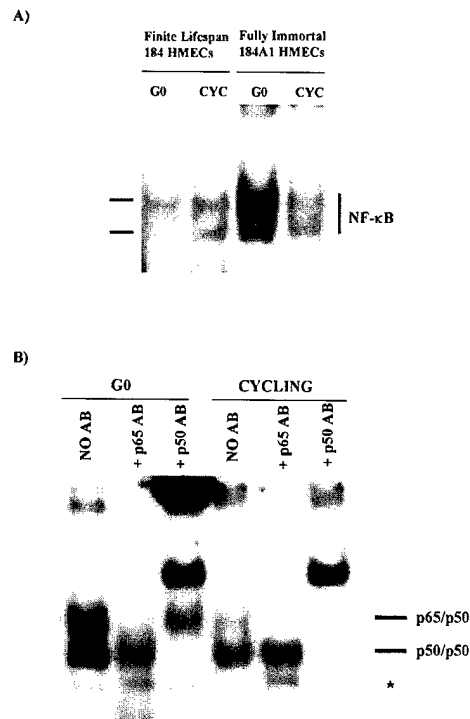 A)
Finite Lifespan Fully Immortal
184 HMECs 184A1 HMECs
G0 CYC G0 CYC
NF-κB
B)
G0 CYCLING
NO AB + p65 AB + p50 AB NO AB + p65 AB + p50 AB
p65/p50
p50/p50
*